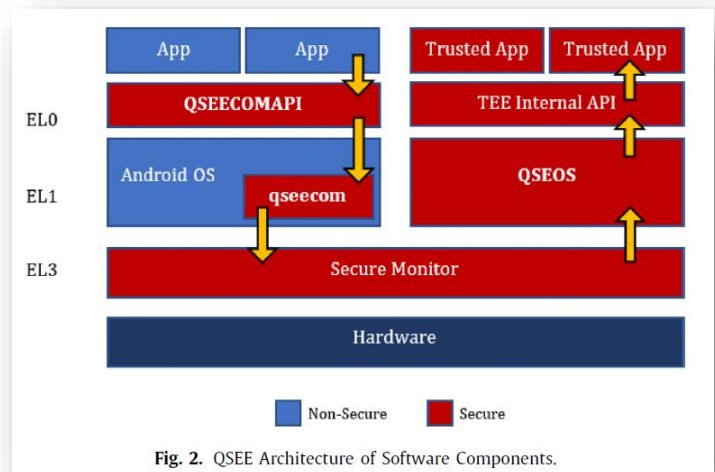 App
App
Trusted App
Trusted App
EL0
QSEECOMAPI
TEE Internal API
Android OS
QSEOS
EL1
qseecom
EL3
Secure Monitor
Hardware
Non-Secure
Secure
Fig. 2. QSEE Architecture of Software Components.